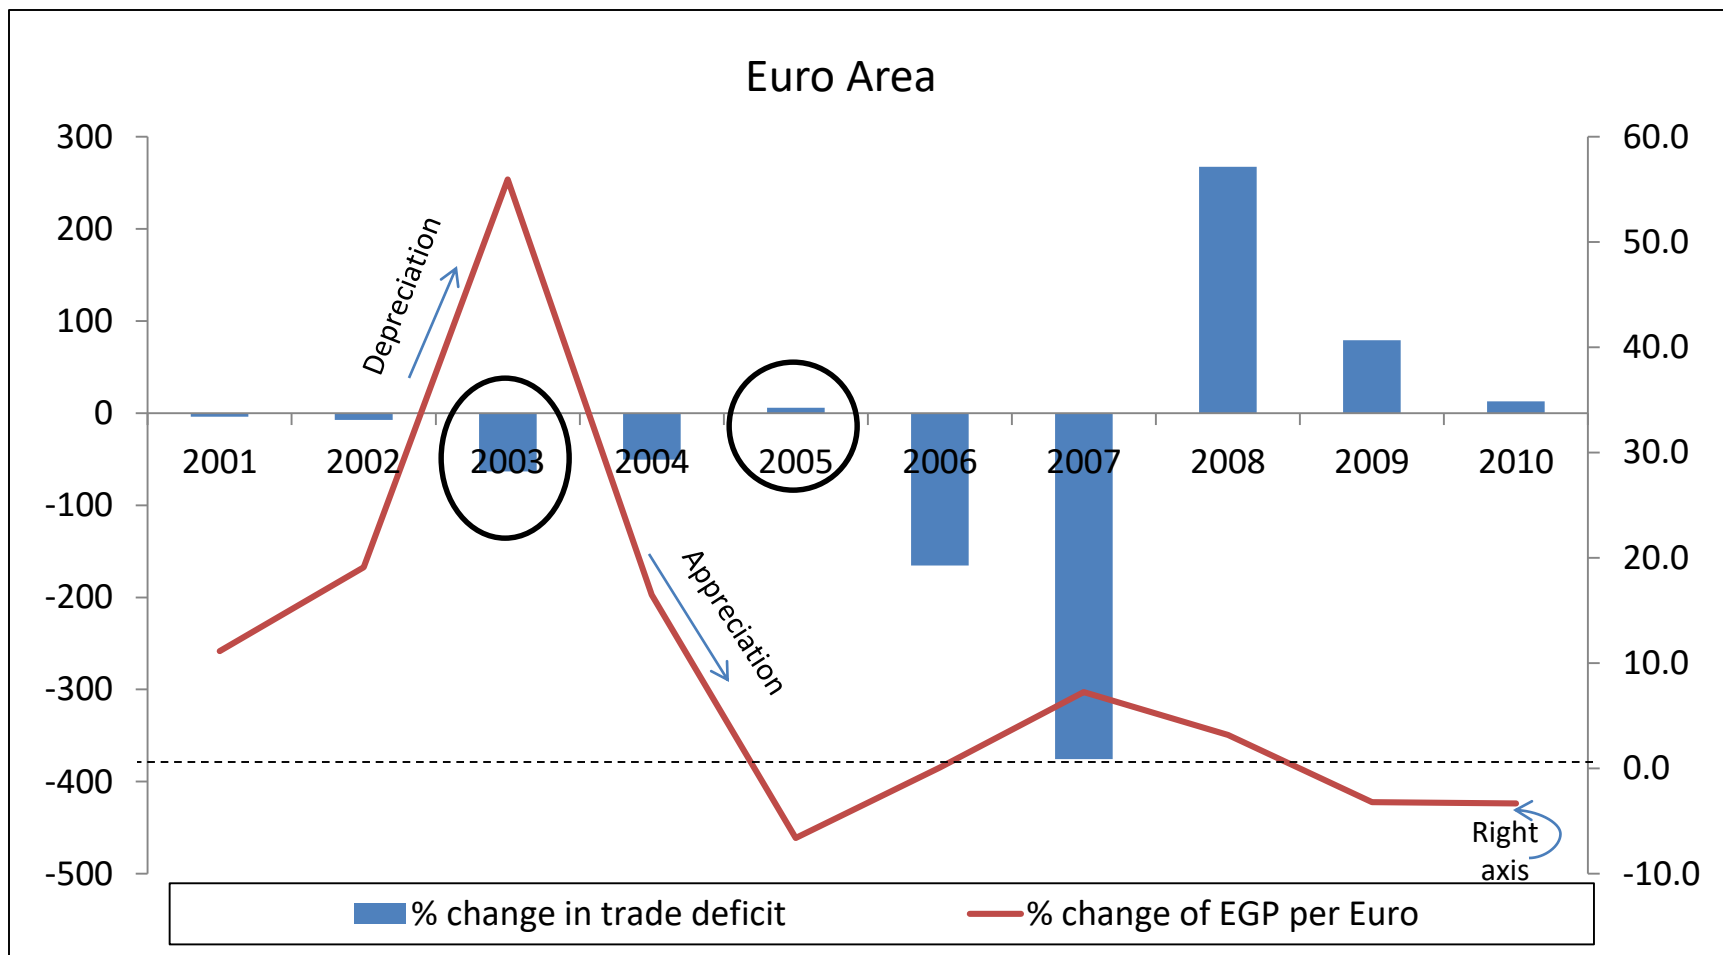 Euro Area
300
200
100
0
-100
-200
-300
-400
-500
60.0
50.0
40.0
30.0
20.0
10.0
0.0
-10.0
Depreciation
Appreciation
2001 2002 2003 2004 2005 2006 2007 2008 2009 2010
Right
axis
% change in trade deficit % change of EGP per Euro